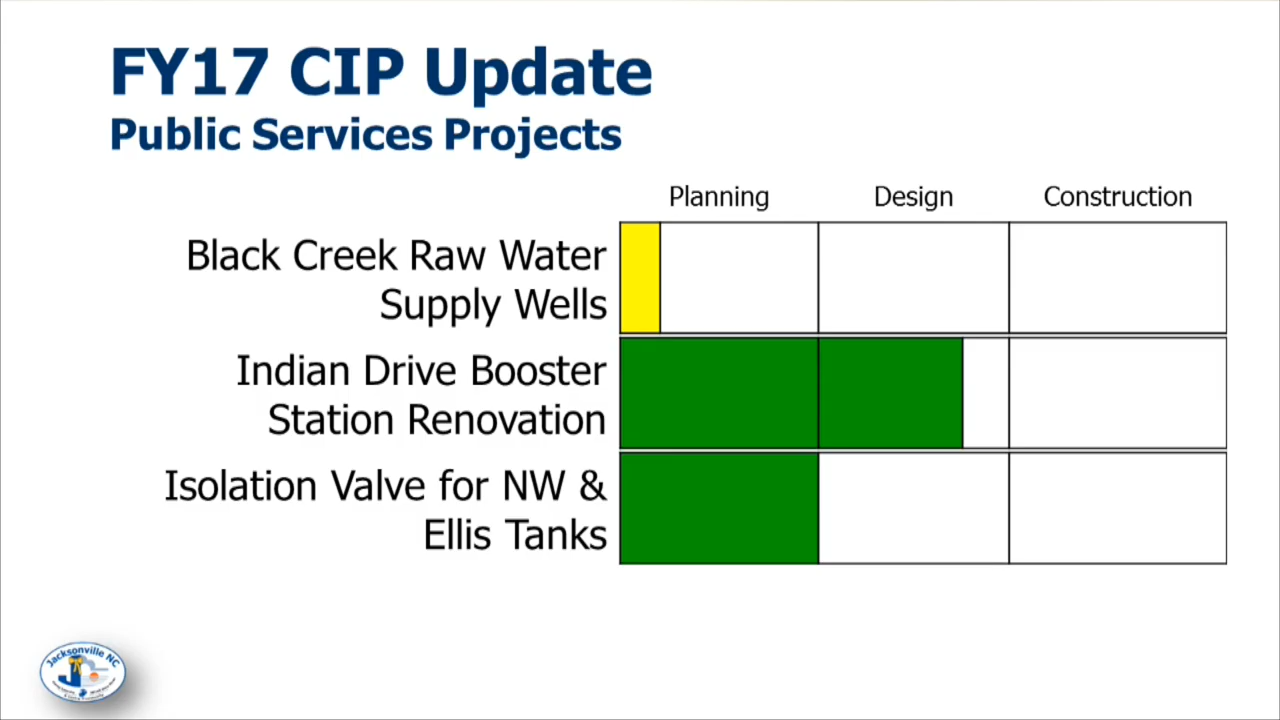 FY17 CIP Update
Public Services Projects
Planning
Design
Construction
Black Creek Raw Water
Supply Wells
Indian Drive Booster
Station Renovation
Isolation Valve for NW &
Ellis Tanks
Jacksonville NC